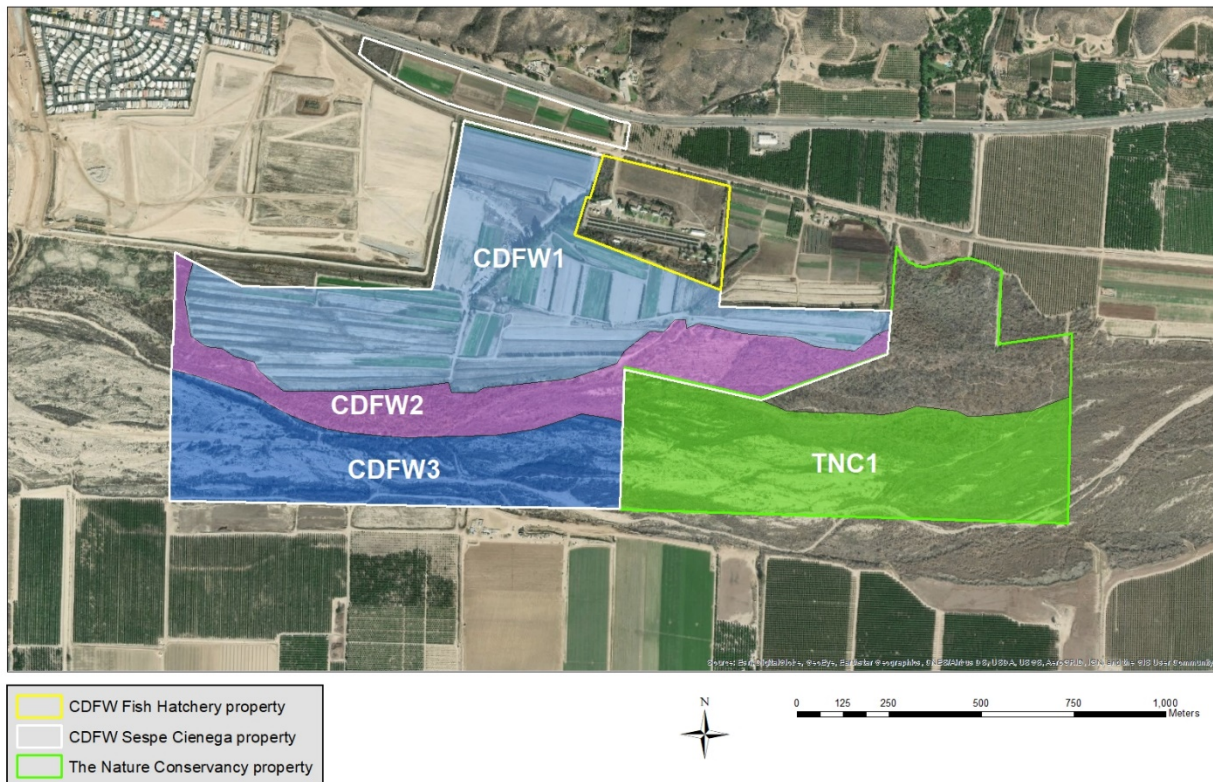 CDFW1
CDFW2
CDFW3
TNC1
CDFW Fish Hatchery property
CDFW Sespe Cienega property
The Nature Conservancy property
N
0 125 250 500 750 1,000
Meters